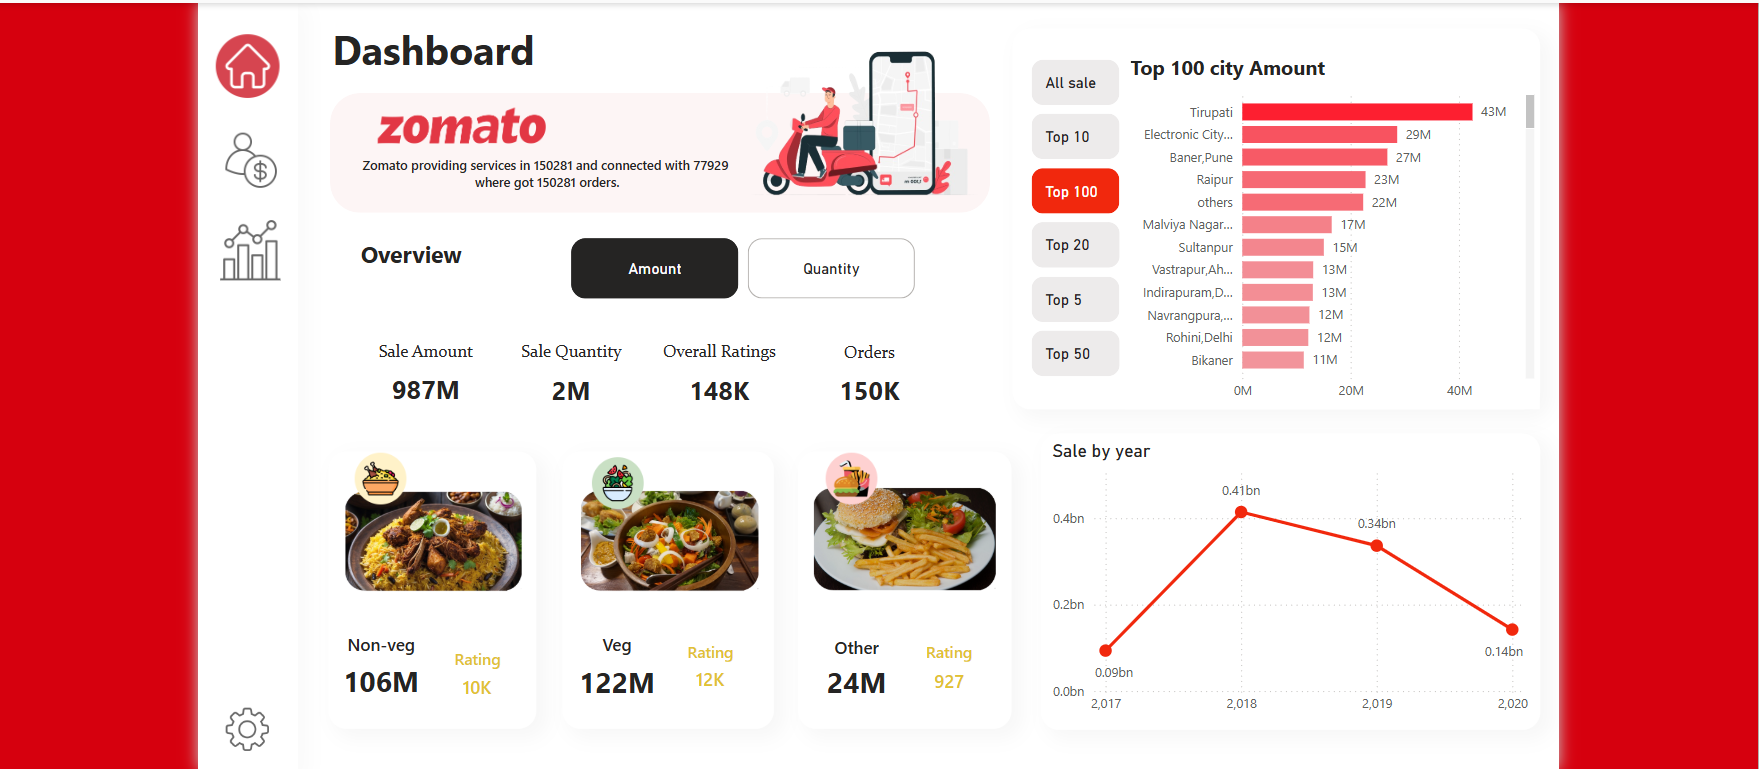 Dashboard
zomato
Zomato providing services in 150281 and connected with 77929
where got 150281 orders.
Overview
Amount
Quantity
Sale Amount
987M
Sale Quantity
2M
Overall Ratings
148K
Orders
150K
Non-veg
106M
Rating
10K
Veg
122M
Rating
12K
Other
24M
Rating
927
All sale
Top 10
Top 100
Top 20
Top 5
Top 50
Top 100 city Amount
Tirupati 43M
Electronic City... 29M
Baner,Pune 27M
Raipur 23M
others 22M
Malviya Nagar... 17M
Sultanpur 15M
Vastrapur,Ah... 13M
Indirapuram,D... 13M
Navrangpura,... 12M
Rohini,Delhi 12M
Bikaner 11M
0M 20M 40M
Sale by year
0.41bn
0.4bn
0.34bn
0.2bn
0.14bn
0.09bn
0.0bn
2,017 2,018 2,019 2,020